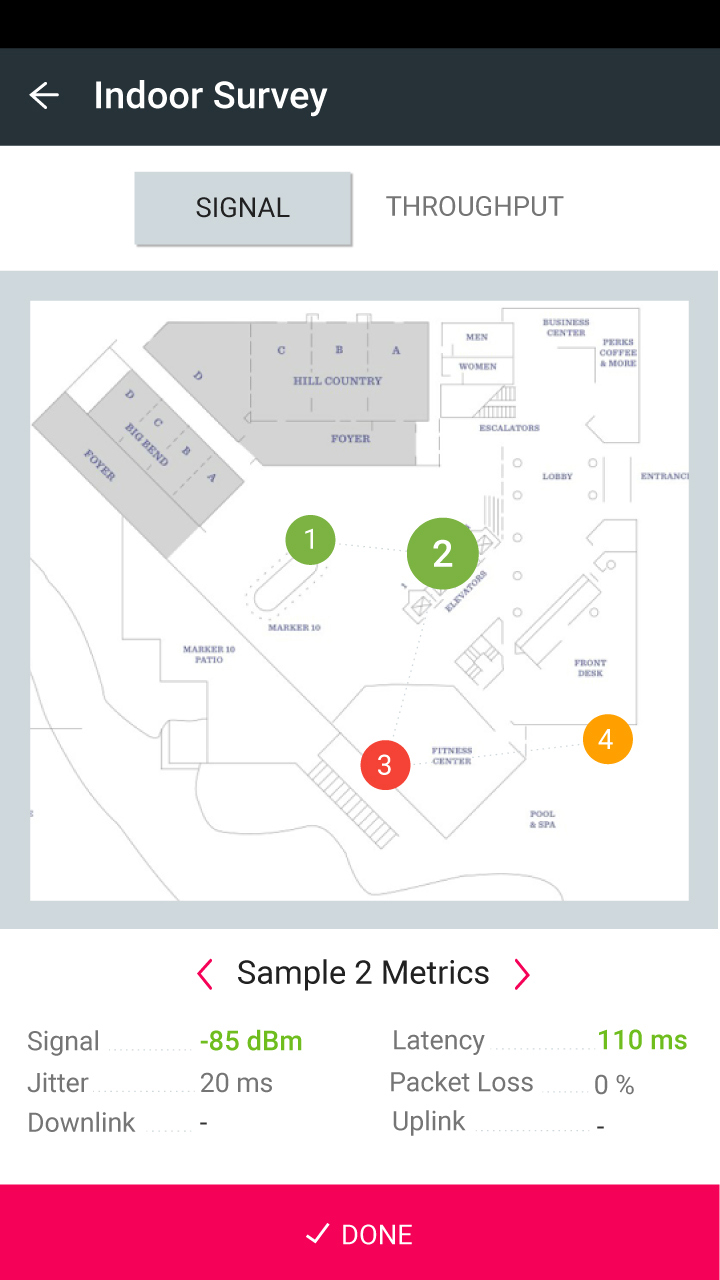 Indoor Survey
SIGNAL
THROUGHPUT
BUSINESS
CENTER
MEN
PERKS
COFFEE
& MORE
WOMEN
C
B
A
D
HILL COUNTRY
D
C
B
A
BIG BEND
FOYER
FOYER
ESCALATORS
LOBBY
ENTRANC
1
2
ELEVATORS
MARKER 10
MARKER 10
PATIO
FRONT
DESK
3
4
FITNESS
CENTER
POOL
& SPA
Sample 2 Metrics
Signal -85 dBm
Latency 110 ms
Jitter 20 ms
Packet Loss 0 %
Downlink -
Uplink -
DONE